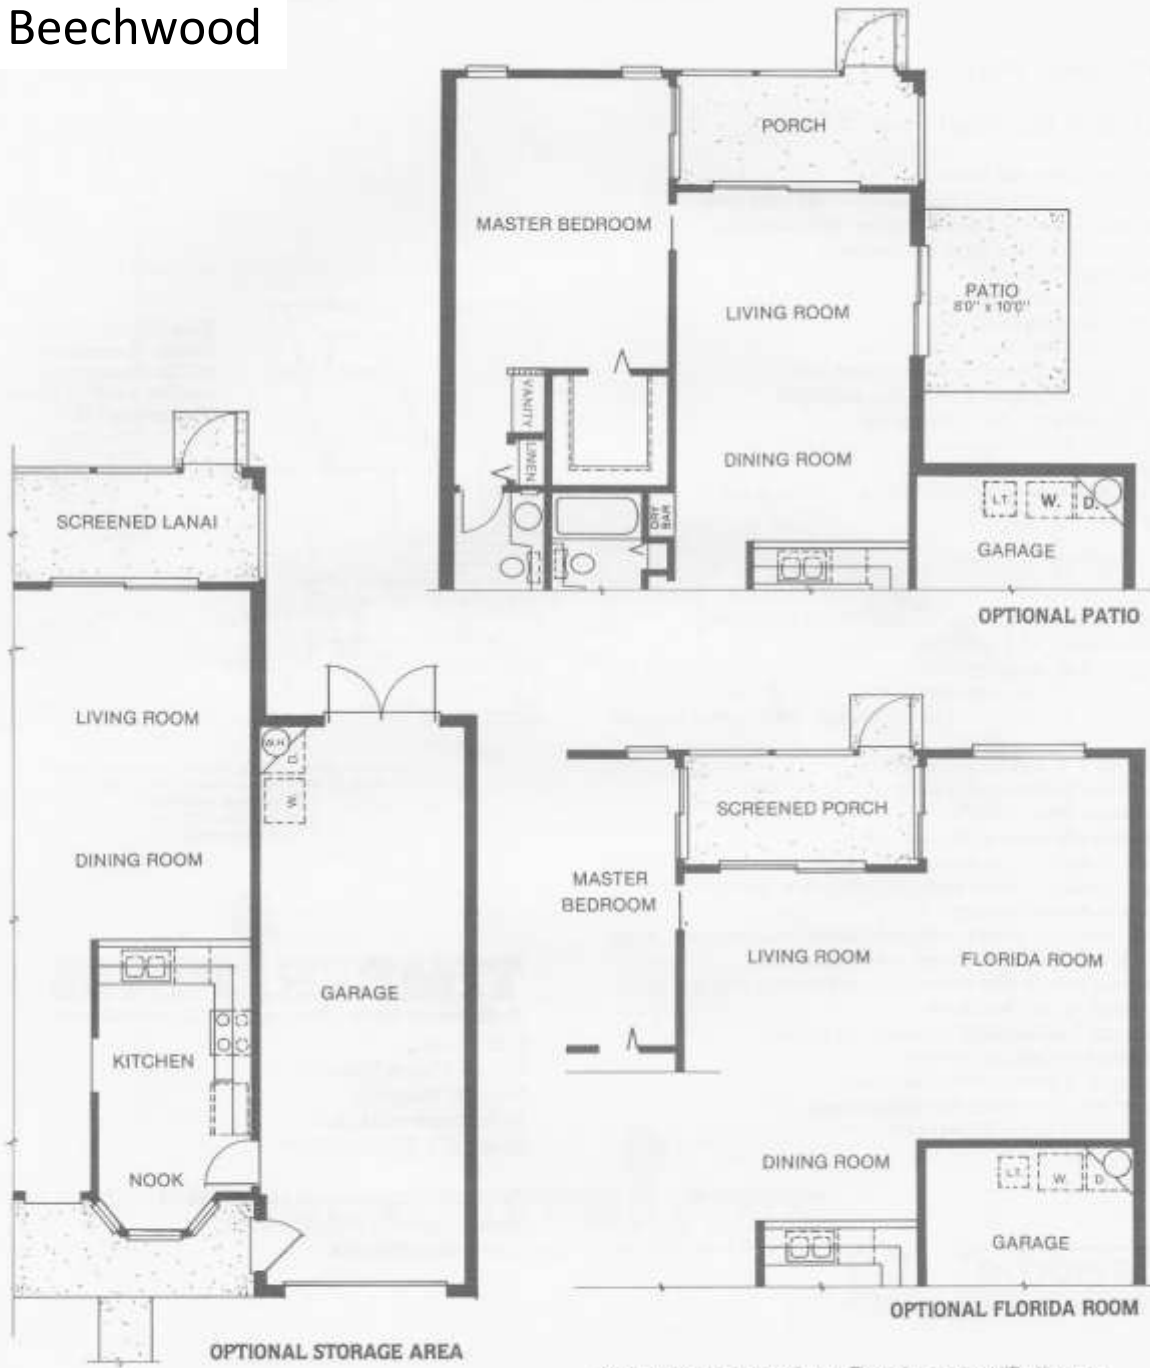 Beechwood
PORCH
MASTER BEDROOM
PATIO
8'0" x 10'0"
LIVING ROOM
VANITY
LINEN
DINING ROOM
DRY
BAR
LT.
W.
D.
GARAGE
OPTIONAL PATIO
SCREENED LANAI
LIVING ROOM
W.H.
D.
W.
DINING ROOM
GARAGE
KITCHEN
NOOK
OPTIONAL STORAGE AREA
SCREENED PORCH
MASTER
BEDROOM
LIVING ROOM
FLORIDA ROOM
DINING ROOM
LT.
W.
D.
GARAGE
OPTIONAL FLORIDA ROOM